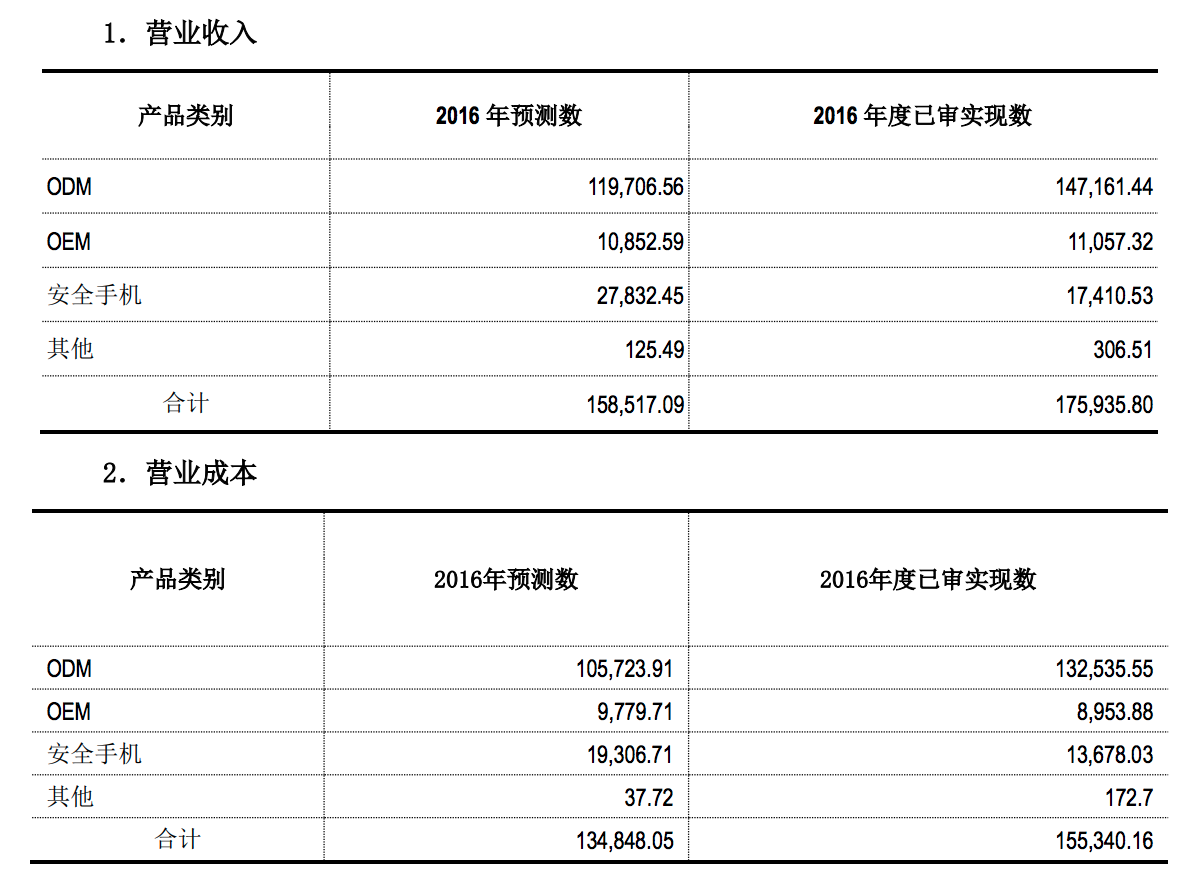 1．营业收入
产品类别 2016 年预测数 2016 年度已审实现数
ODM 119,706.56 147,161.44
OEM 10,852.59 11,057.32
安全手机 27,832.45 17,410.53
其他 125.49 306.51
合计 158,517.09 175,935.80
2．营业成本
产品类别 2016年预测数 2016年度已审实现数
ODM 105,723.91 132,535.55
OEM 9,779.71 8,953.88
安全手机 19,306.71 13,678.03
其他 37.72 172.7
合计 134,848.05 155,340.16